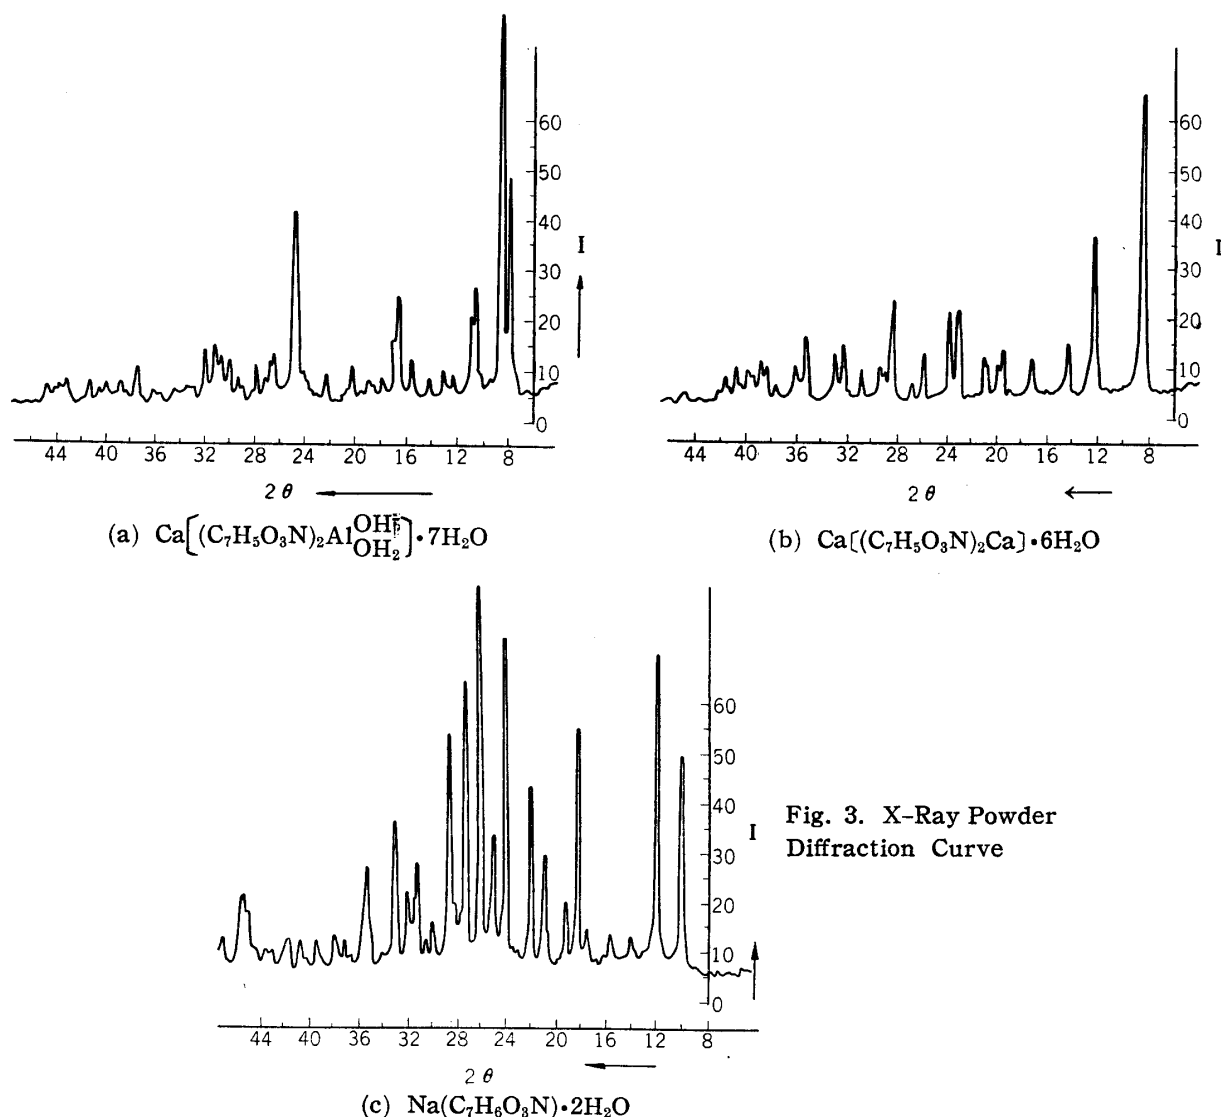 60
50
40
I
30
20
10
0
44 40 36 32 28 24 20 16 12 8
2θ
(a) Ca[(C₇H₅O₃N)₂Al OH OH₂]·7H₂O
60
50
40
I
30
20
10
0
44 40 36 32 28 24 20 16 12 8
2θ
(b) Ca[(C₇H₅O₃N)₂Ca]·6H₂O
60
50
40
I
30
20
10
0
44 40 36 32 28 24 20 16 12 8
2θ
(c) Na(C₇H₆O₃N)·2H₂O
Fig. 3. X-Ray Powder
Diffraction Curve